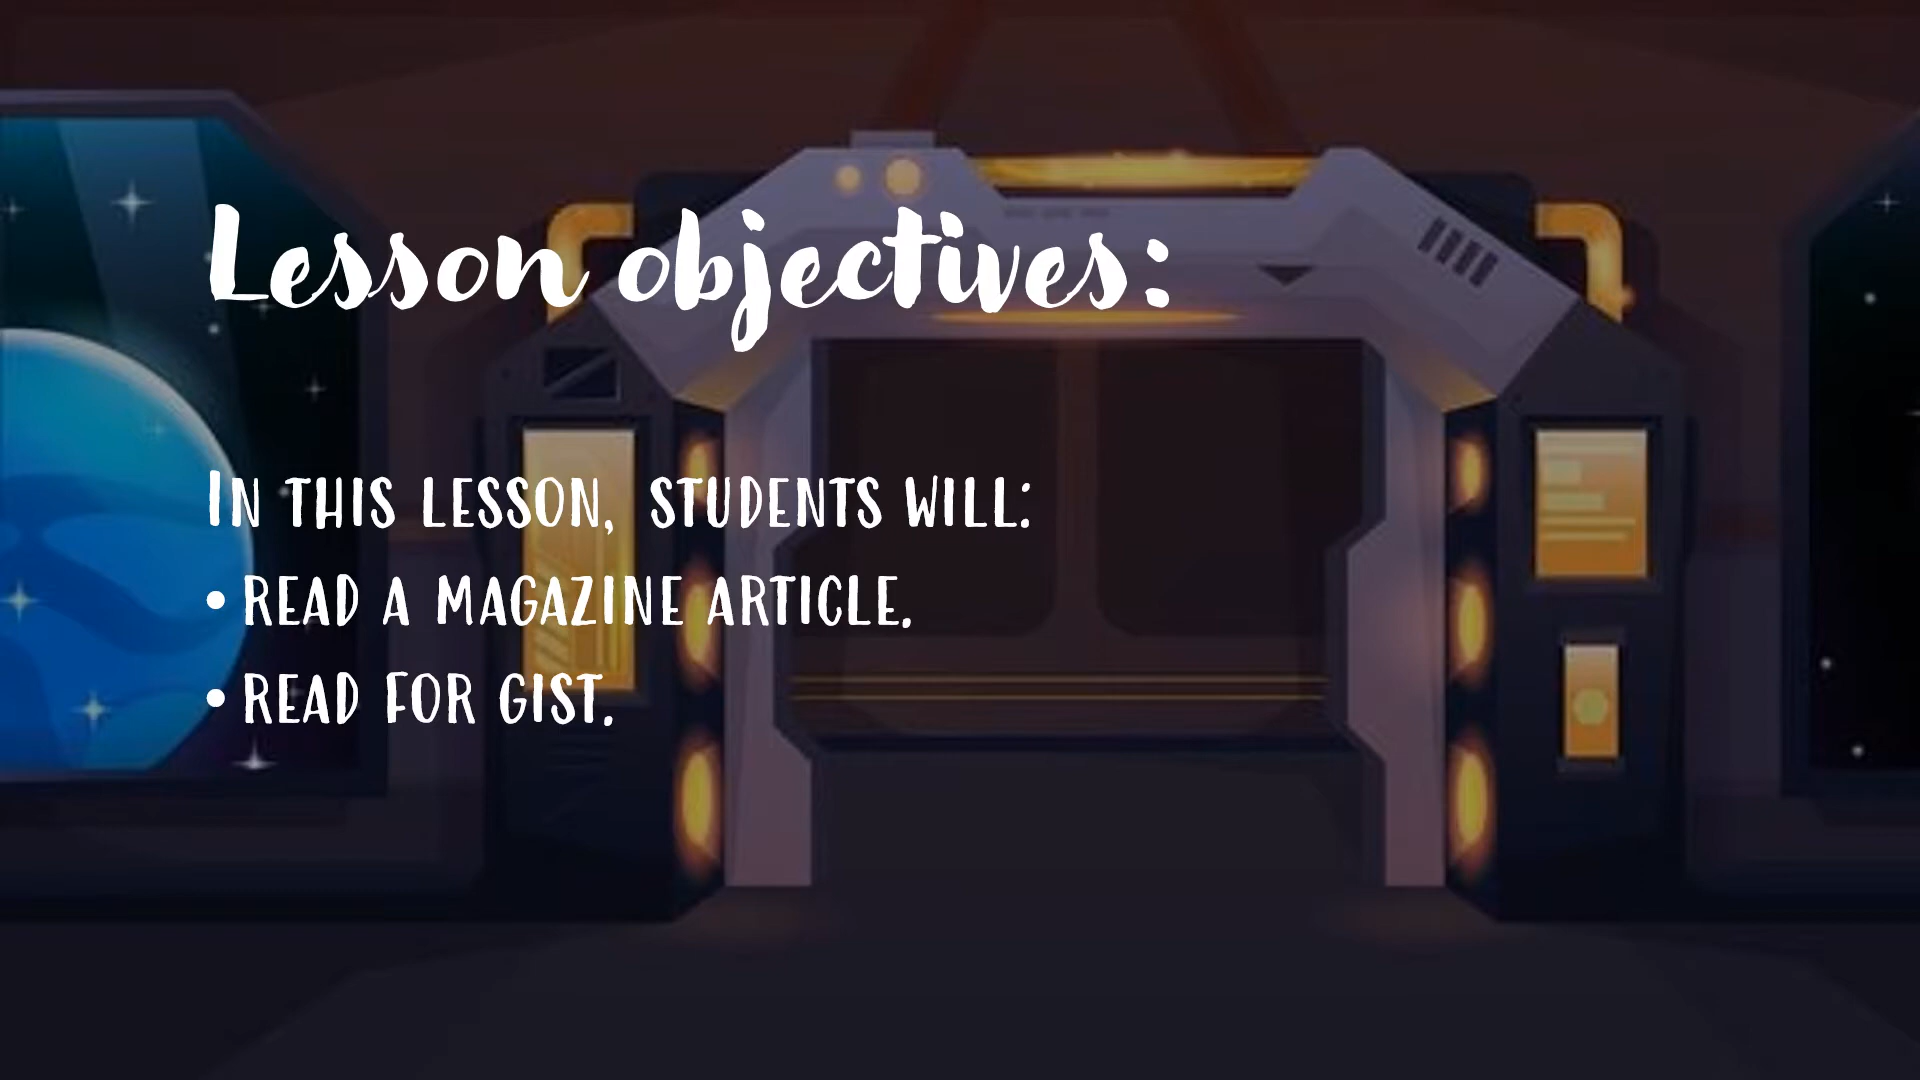 Lesson objectives:
In this lesson, students will:
• read a magazine article.
• read for gist.